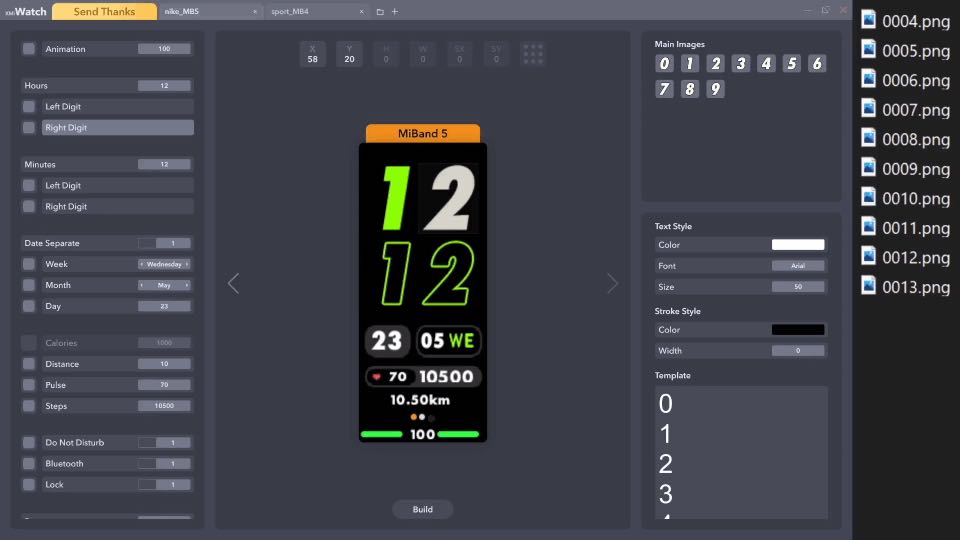 XMiWatch Send Thanks nike_MB5 × sport_MB4 × +
Animation 100
Hours 12
Left Digit
Right Digit
Minutes 12
Left Digit
Right Digit
Date Separate 1
Week ‹ Wednesday ›
Month ‹ May ›
Day 23
Calories 1000
Distance 10
Pulse 70
Steps 10500
Do Not Disturb 1
Bluetooth 1
Lock 1
X Y H W SX SY
58 20 0 0 0 0
MiBand 5
12
12
23 05 WE
70 10500
10.50km
100
Build
Main Images
0 1 2 3 4 5 6
7 8 9
Text Style
Color
Font Arial
Size 50
Stroke Style
Color
Width 0
Template
0
1
2
3
0004.png
0005.png
0006.png
0007.png
0008.png
0009.png
0010.png
0011.png
0012.png
0013.png